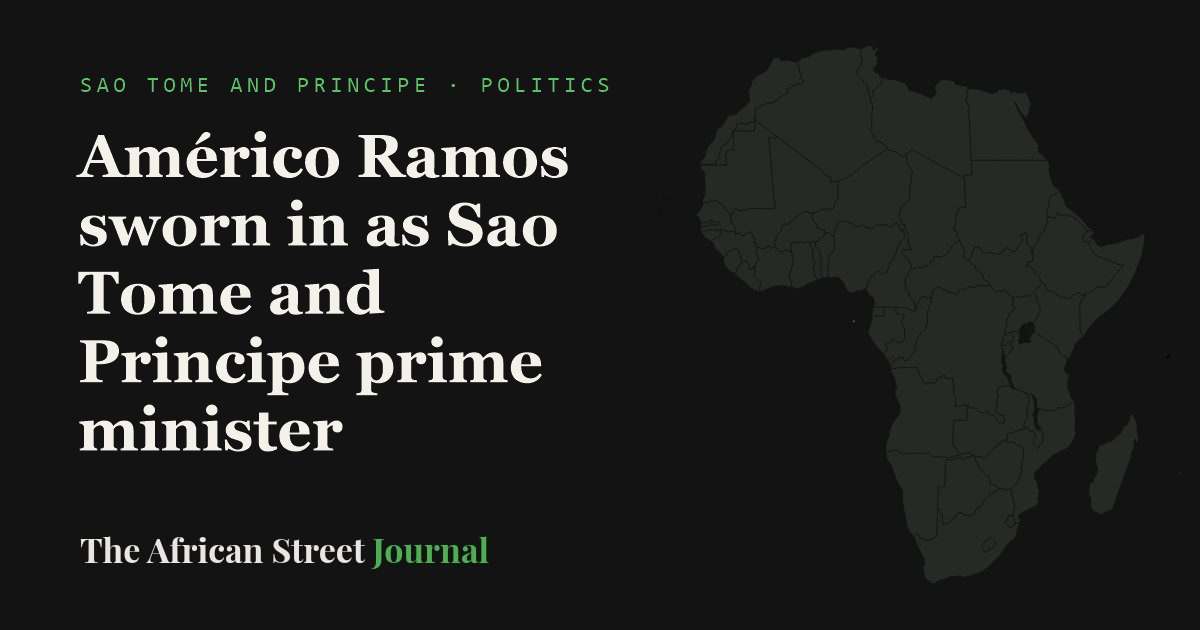 SAO TOME AND PRINCIPE · POLITICS
Américo Ramos
sworn in as Sao
Tome and
Principe prime
minister
The African Street Journal